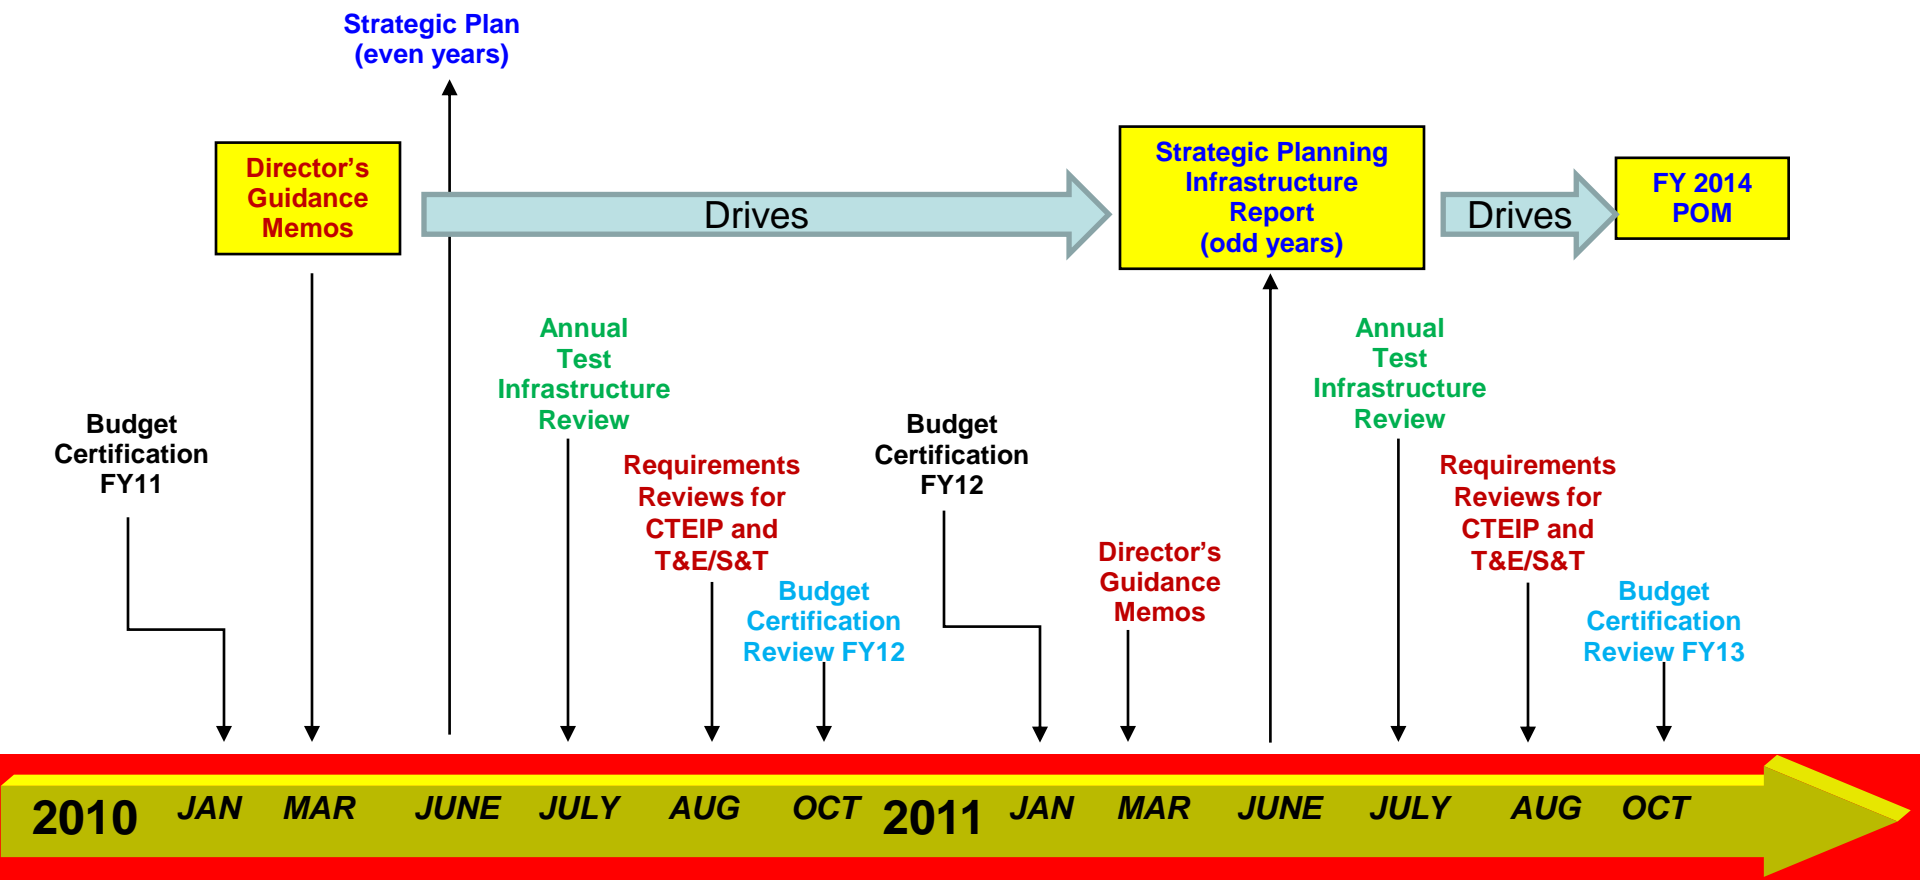 Strategic Plan
(even years)
Director's
Guidance
Memos
Drives
Strategic Planning
Infrastructure
Report
(odd years)
Drives
FY 2014
POM
Budget
Certification
FY11
Annual
Test
Infrastructure
Review
Requirements
Reviews for
CTEIP and
T&E/S&T
Budget
Certification
Review FY12
Budget
Certification
FY12
Director's
Guidance
Memos
Annual
Test
Infrastructure
Review
Requirements
Reviews for
CTEIP and
T&E/S&T
Budget
Certification
Review FY13
2010 JAN MAR JUNE JULY AUG OCT 2011 JAN MAR JUNE JULY AUG OCT